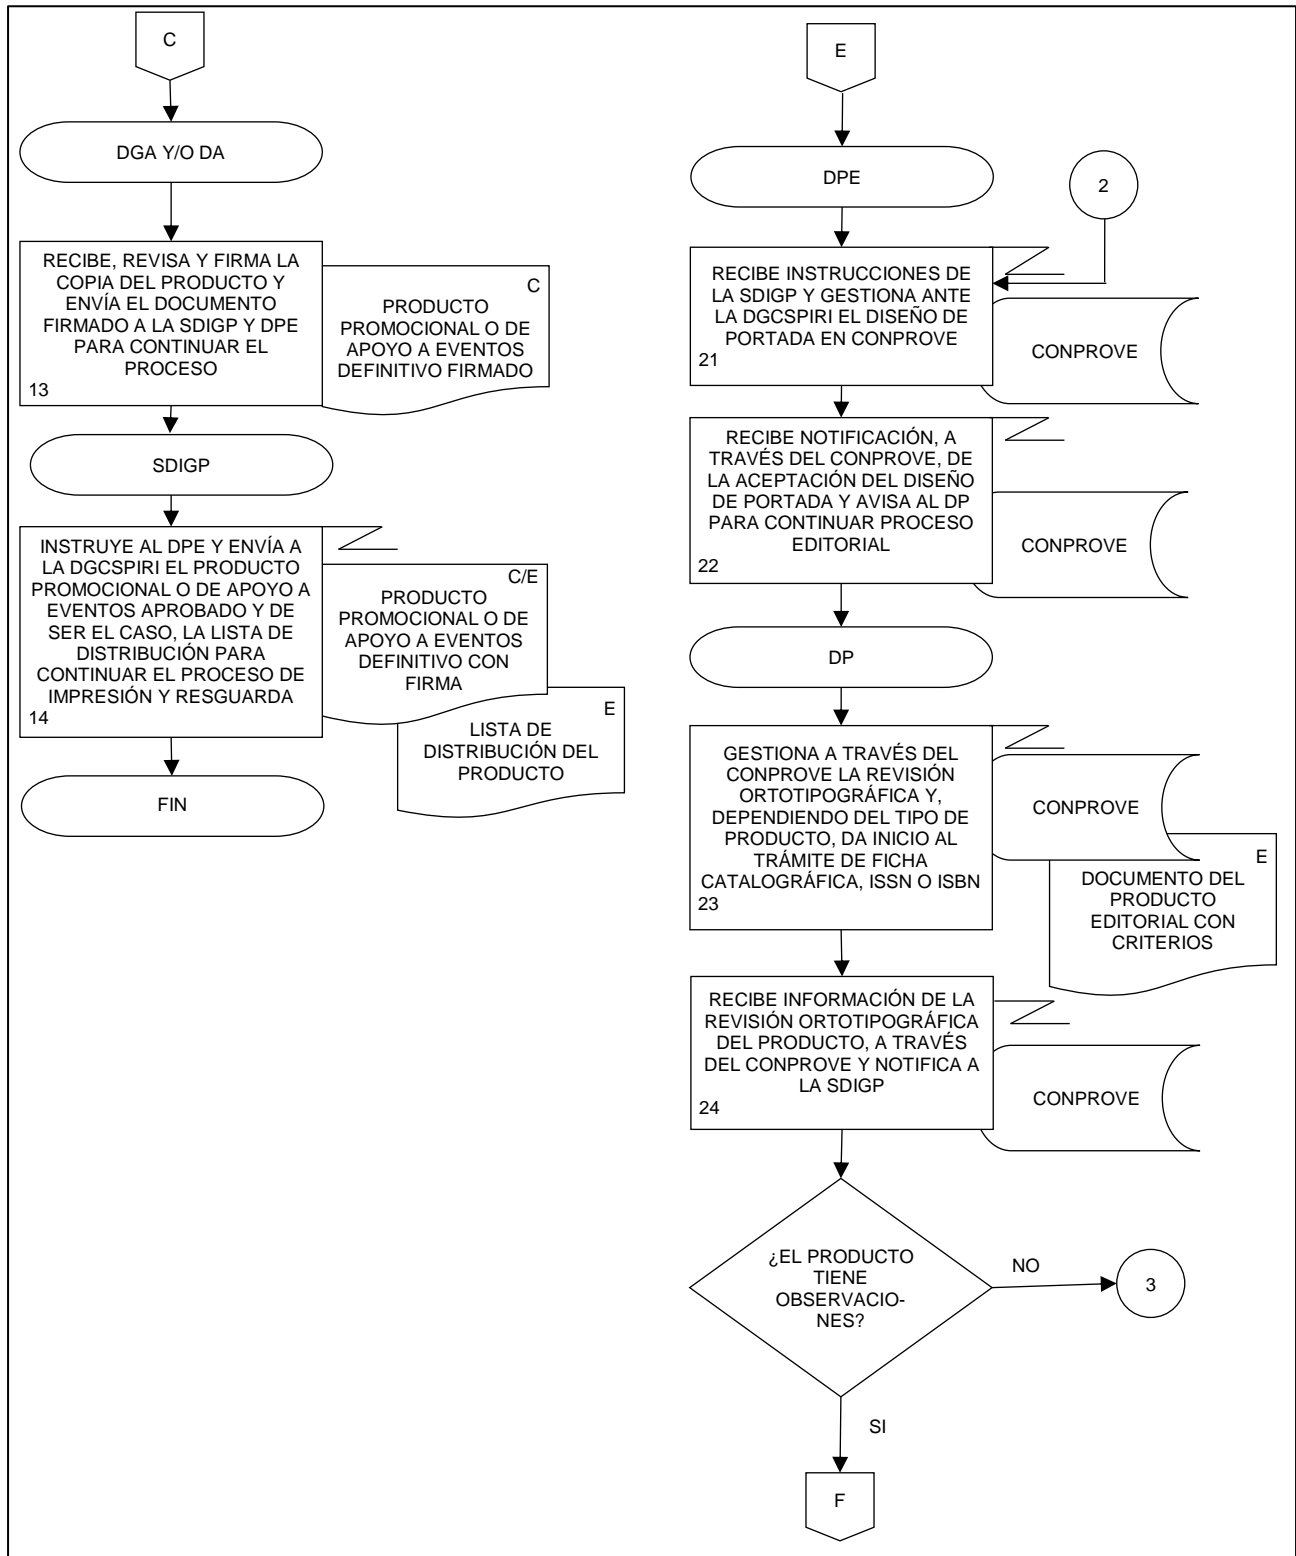 C
DGA Y/O DA
RECIBE, REVISA Y FIRMA LA
COPIA DEL PRODUCTO Y
ENVÍA EL DOCUMENTO
FIRMADO A LA SDIGP Y DPE
PARA CONTINUAR EL
PROCESO
13
C
PRODUCTO
PROMOCIONAL O DE
APOYO A EVENTOS
DEFINITIVO FIRMADO
SDIGP
INSTRUYE AL DPE Y ENVÍA A
LA DGCSPIRI EL PRODUCTO
PROMOCIONAL O DE APOYO A
EVENTOS APROBADO Y DE
SER EL CASO, LA LISTA DE
DISTRIBUCIÓN PARA
CONTINUAR EL PROCESO DE
IMPRESIÓN Y RESGUARDA
14
C/E
PRODUCTO
PROMOCIONAL O DE
APOYO A EVENTOS
DEFINITIVO CON
FIRMA
E
LISTA DE
DISTRIBUCIÓN DEL
PRODUCTO
FIN
E
DPE
2
RECIBE INSTRUCCIONES DE
LA SDIGP Y GESTIONA ANTE
LA DGCSPIRI EL DISEÑO DE
PORTADA EN CONPROVE
21
CONPROVE
RECIBE NOTIFICACIÓN, A
TRAVÉS DEL CONPROVE, DE
LA ACEPTACIÓN DEL DISEÑO
DE PORTADA Y AVISA AL DP
PARA CONTINUAR PROCESO
EDITORIAL
22
CONPROVE
DP
GESTIONA A TRAVÉS DEL
CONPROVE LA REVISIÓN
ORTOTIPOGRÁFICA Y,
DEPENDIENDO DEL TIPO DE
PRODUCTO, DA INICIO AL
TRÁMITE DE FICHA
CATALOGRÁFICA, ISSN O ISBN
23
CONPROVE
E
DOCUMENTO DEL
PRODUCTO
EDITORIAL CON
CRITERIOS
RECIBE INFORMACIÓN DE LA
REVISIÓN ORTOTIPOGRÁFICA
DEL PRODUCTO, A TRAVÉS
DEL CONPROVE Y NOTIFICA A
LA SDIGP
24
CONPROVE
¿EL PRODUCTO
TIENE
OBSERVACIO-
NES?
NO
3
SI
F